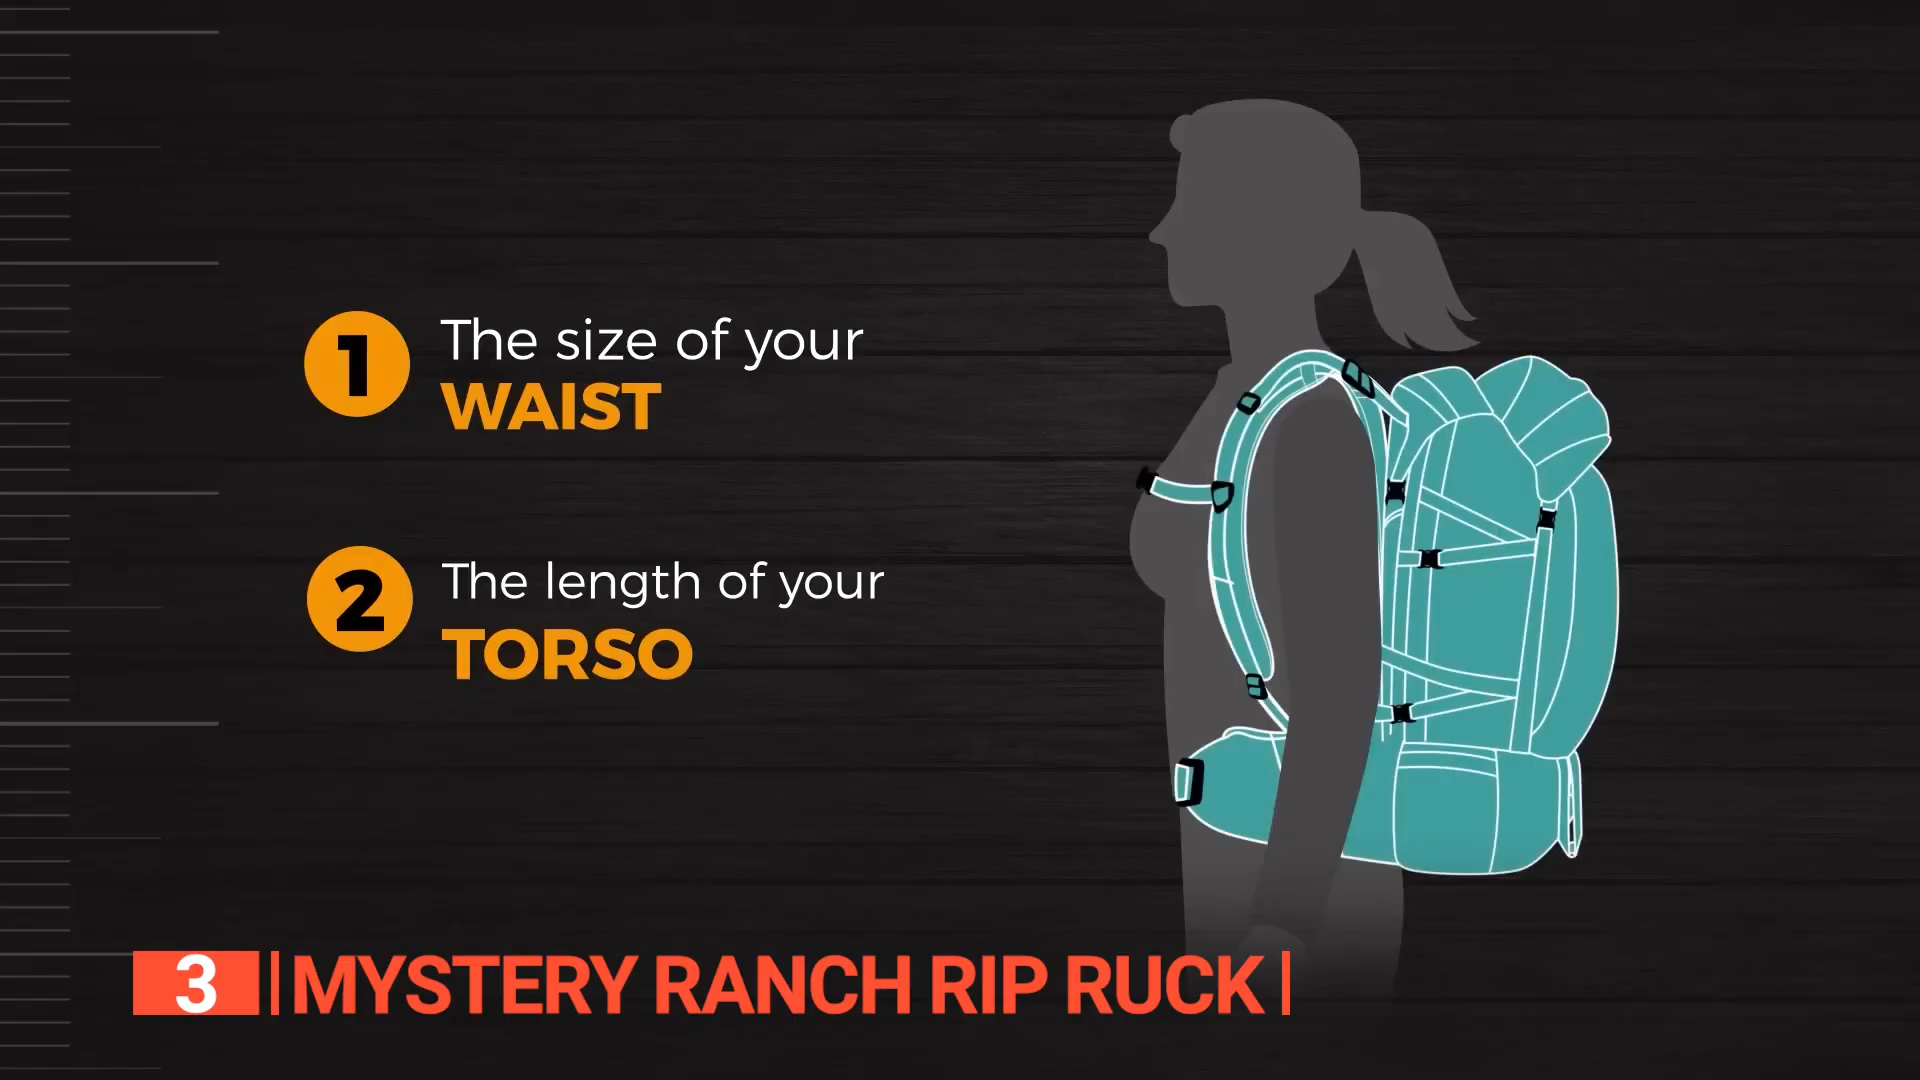 1
The size of your
WAIST
2
The length of your
TORSO
3
MYSTERY RANCH RIP RUCK